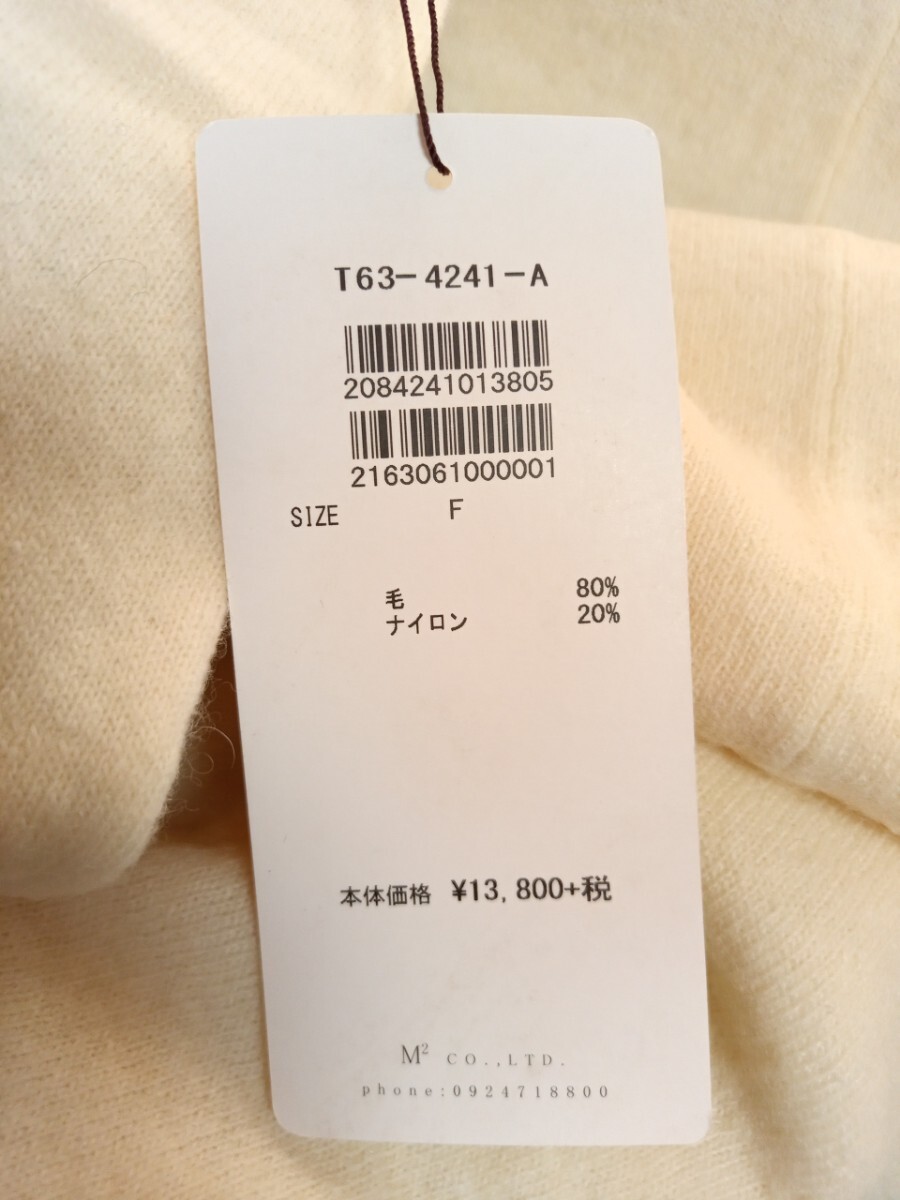 T63-4241-A
2084241013805
2163061000001
SIZE F
毛 80%
ナイロン 20%
本体価格 ¥13,800+税
M² CO.,LTD.
phone:0924718800